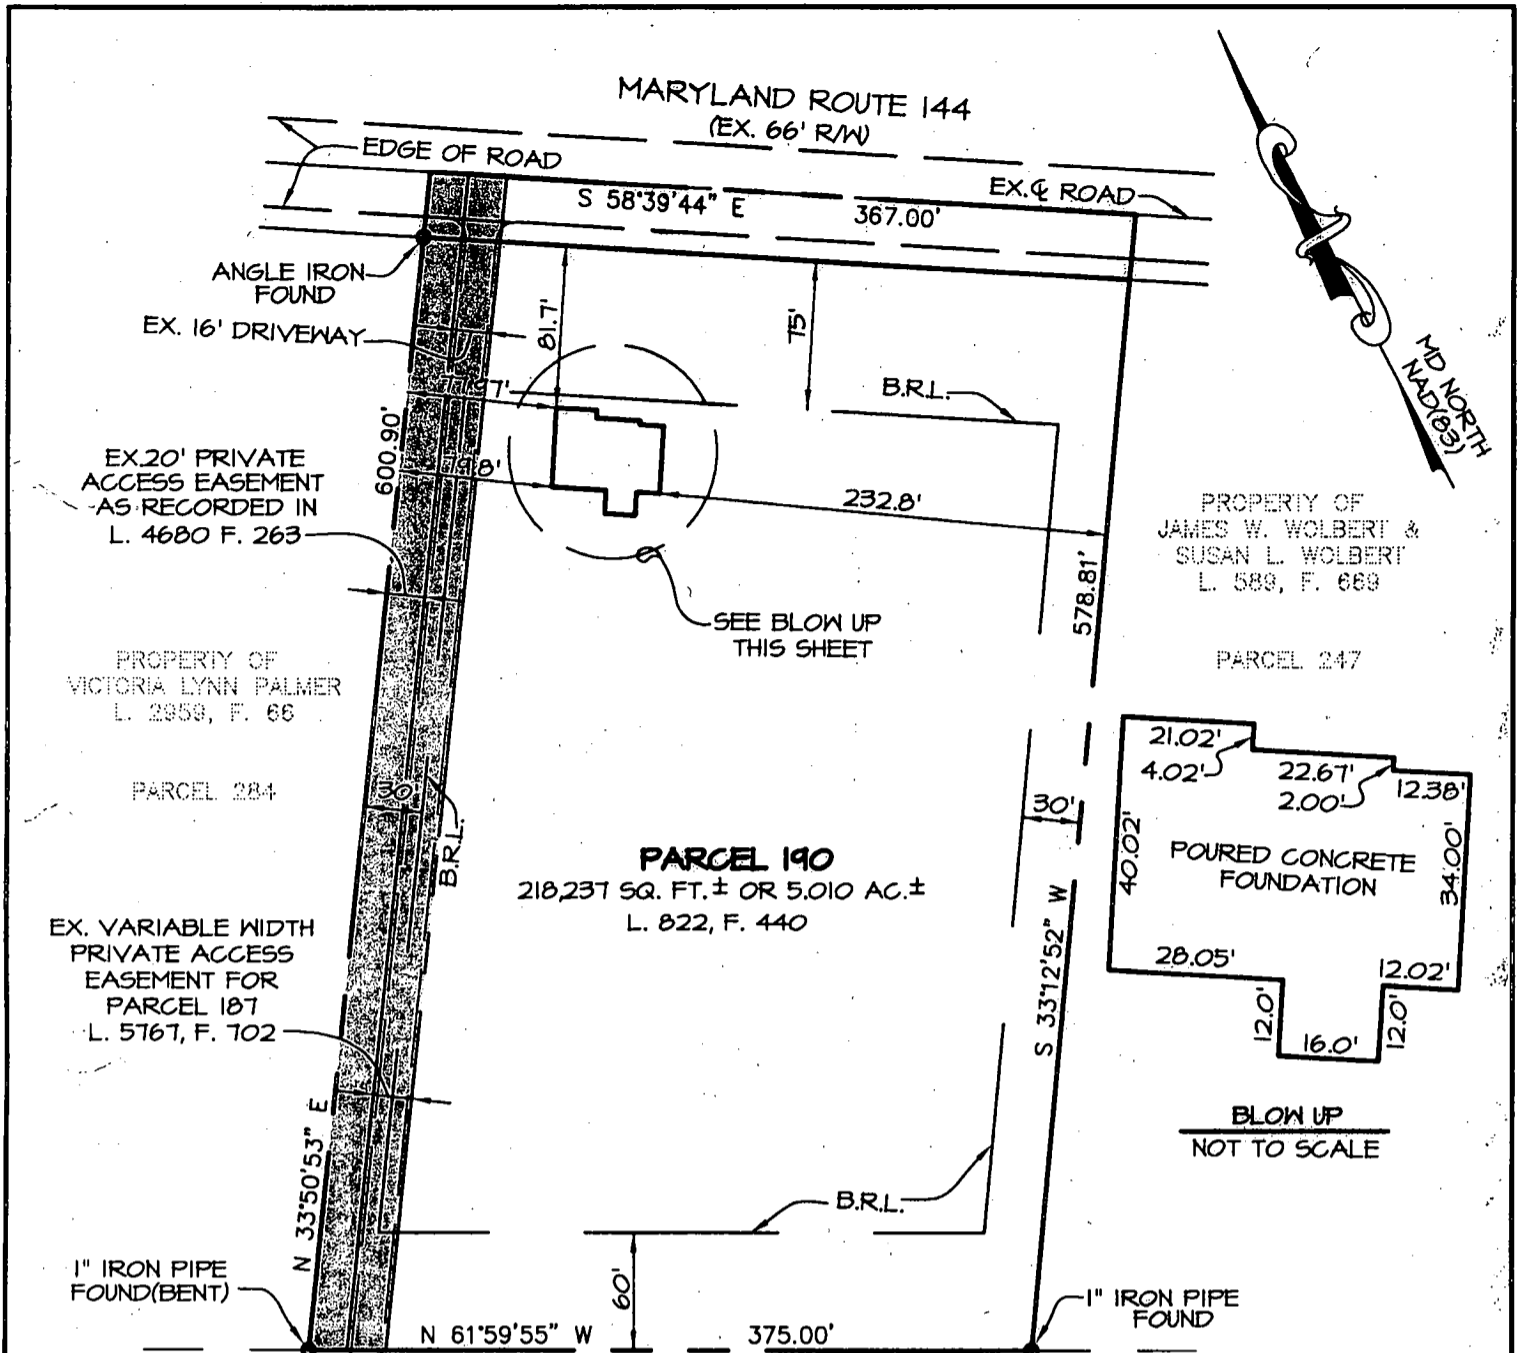 MARYLAND ROUTE 144
(EX. 66' R/W)
EDGE OF ROAD
EX. ℄ ROAD
S 58°39'44" E
367.00'
ANGLE IRON
FOUND
EX. 16' DRIVEWAY
81.7'
75'
B.R.L.
MD NORTH
NAD(83)
77.97'
600.90'
EX.20' PRIVATE
ACCESS EASEMENT
AS RECORDED IN
L. 4680 F. 263
79.8'
232.8'
PROPERTY OF
JAMES W. WOLBERT &
SUSAN L. WOLBERT
L. 589, F. 669
PARCEL 247
578.81'
SEE BLOW UP
THIS SHEET
PROPERTY OF
VICTORIA LYNN PALMER
L. 2959, F. 66
PARCEL 284
30'
B.R.L.
30'
PARCEL 190
218,237 SQ. FT.± OR 5.010 AC.±
L. 822, F. 440
21.02'
4.02'
22.67'
2.00'
12.38'
40.02'
POURED CONCRETE
FOUNDATION
34.00'
28.05'
12.02'
12.0'
16.0'
12.0'
BLOW UP
NOT TO SCALE
EX. VARIABLE WIDTH
PRIVATE ACCESS
EASEMENT FOR
PARCEL 187
L. 5767, F. 702
S 33°12'52" W
N 33°50'53" E
B.R.L.
60'
1" IRON PIPE
FOUND(BENT)
N 61°59'55" W
375.00'
1" IRON PIPE
FOUND